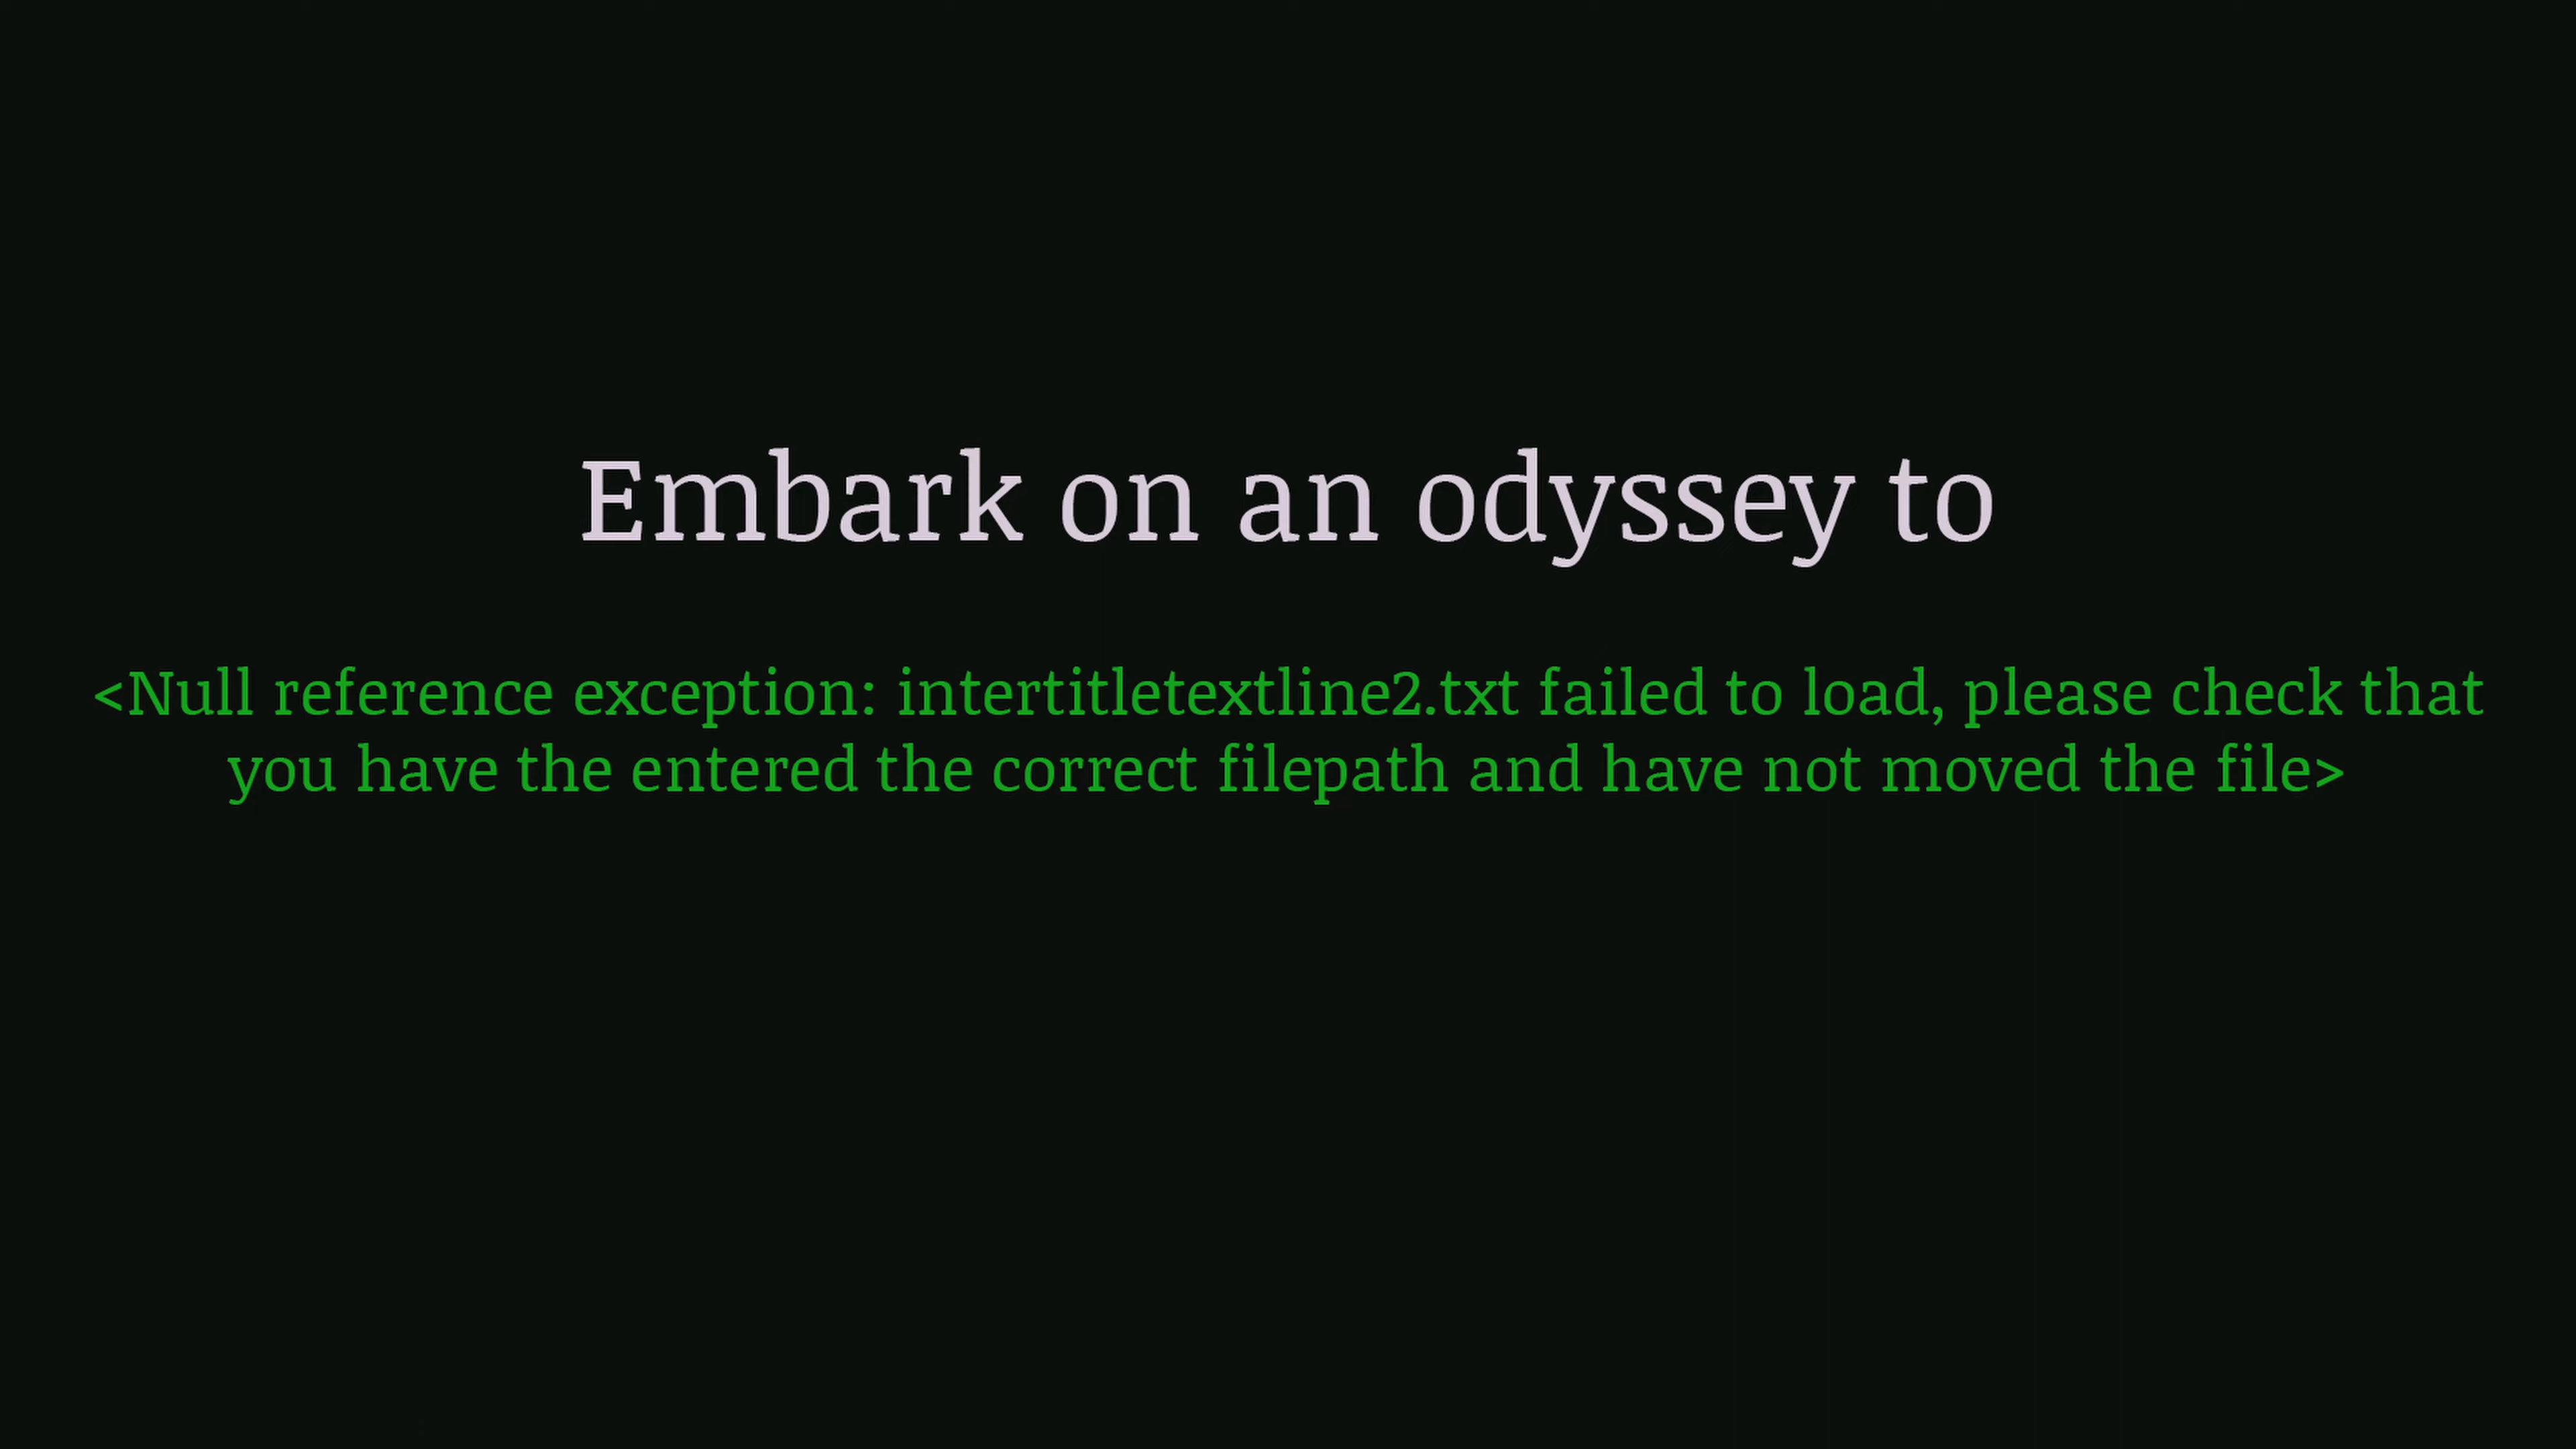 Embark on an odyssey to
<Null reference exception: intertitletextline2.txt failed to load, please check that
you have the entered the correct filepath and have not moved the file>